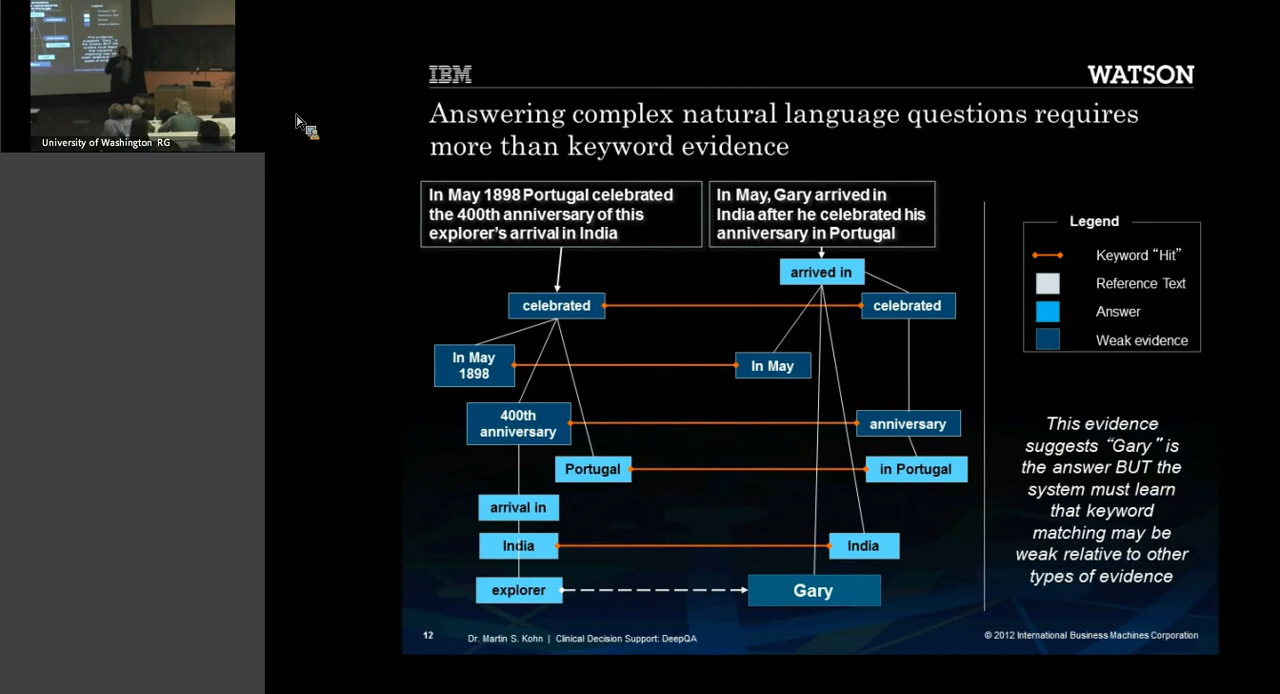 University of Washington RG
IBM
WATSON
Answering complex natural language questions requires
more than keyword evidence
In May 1898 Portugal celebrated
the 400th anniversary of this
explorer's arrival in India
In May, Gary arrived in
India after he celebrated his
anniversary in Portugal
arrived in
celebrated
celebrated
In May
1898
In May
400th
anniversary
anniversary
Portugal
in Portugal
arrival in
India
India
explorer
Gary
Legend
Keyword “Hit”
Reference Text
Answer
Weak evidence
This evidence
suggests “Gary” is
the answer BUT the
system must learn
that keyword
matching may be
weak relative to other
types of evidence
12
Dr. Martin S. Kohn | Clinical Decision Support: DeepQA
© 2012 International Business Machines Corporation